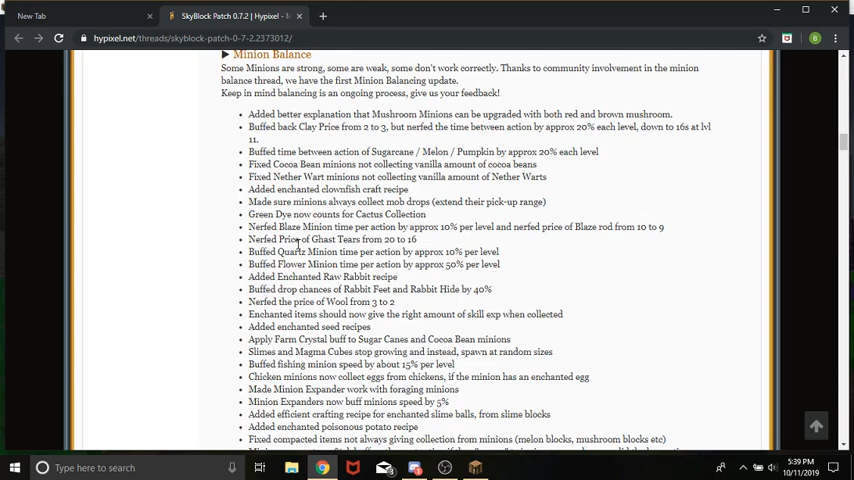 New Tab
SkyBlock Patch 0.7.2 | Hypixel -
hypixel.net/threads/skyblock-patch-0-7-2.2373012/
B
Minion Balance
Some Minions are strong, some are weak, some don't work correctly. Thanks to community involvement in the minion
balance thread, we have the first Minion Balancing update.
Keep in mind balancing is an ongoing process, give us your feedback!
• Added better explanation that Mushroom Minions can be upgraded with both red and brown mushroom.
• Buffed back Clay Price from 2 to 3, but nerfed the time between action by approx 20% each level, down to 16s at lvl
11.
• Buffed time between action of Sugarcane / Melon / Pumpkin by approx 20% each level
• Fixed Cocoa Bean minions not collecting vanilla amount of cocoa beans
• Fixed Nether Wart minions not collecting vanilla amount of Nether Warts
• Added enchanted clownfish craft recipe
• Made sure minions always collect mob drops (extend their pick-up range)
• Green Dye now counts for Cactus Collection
• Nerfed Blaze Minion time per action by approx 10% per level and nerfed price of Blaze rod from 10 to 9
• Nerfed Price of Ghast Tears from 20 to 16
• Buffed Quartz Minion time per action by approx 10% per level
• Buffed Flower Minion time per action by approx 50% per level
• Added Enchanted Raw Rabbit recipe
• Buffed drop chances of Rabbit Feet and Rabbit Hide by 40%
• Nerfed the price of Wool from 3 to 2
• Enchanted items should now give the right amount of skill exp when collected
• Added enchanted seed recipes
• Apply Farm Crystal buff to Sugar Canes and Cocoa Bean minions
• Slimes and Magma Cubes stop growing and instead, spawn at random sizes
• Buffed fishing minion speed by about 15% per level
• Chicken minions now collect eggs from chickens, if the minion has an enchanted egg
• Made Minion Expander work with foraging minions
• Minion Expanders now buff minions speed by 5%
• Added efficient crafting recipe for enchanted slime balls, from slime blocks
• Added enchanted poisonous potato recipe
• Fixed compacted items not always giving collection from minions (melon blocks, mushroom blocks etc)
Type here to search
5:39 PM
10/11/2019